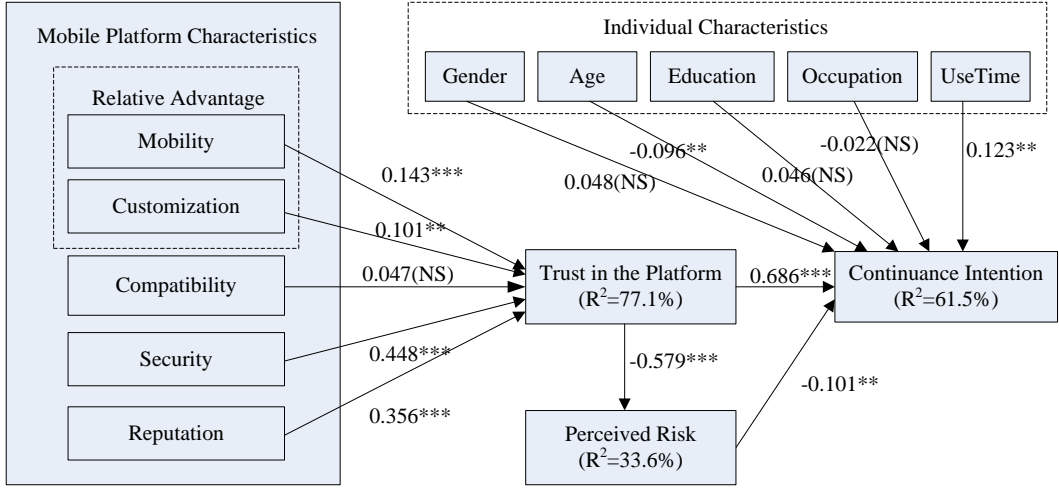 Mobile Platform Characteristics
Relative Advantage
Mobility
Customization
Compatibility
Security
Reputation
0.143***
0.101**
0.047(NS)
0.448***
0.356***
Individual Characteristics
Gender
Age
Education
Occupation
UseTime
0.048(NS)
-0.096**
0.046(NS)
-0.022(NS)
0.123**
Trust in the Platform
(R²=77.1%)
0.686***
Continuance Intention
(R²=61.5%)
-0.579***
-0.101**
Perceived Risk
(R²=33.6%)